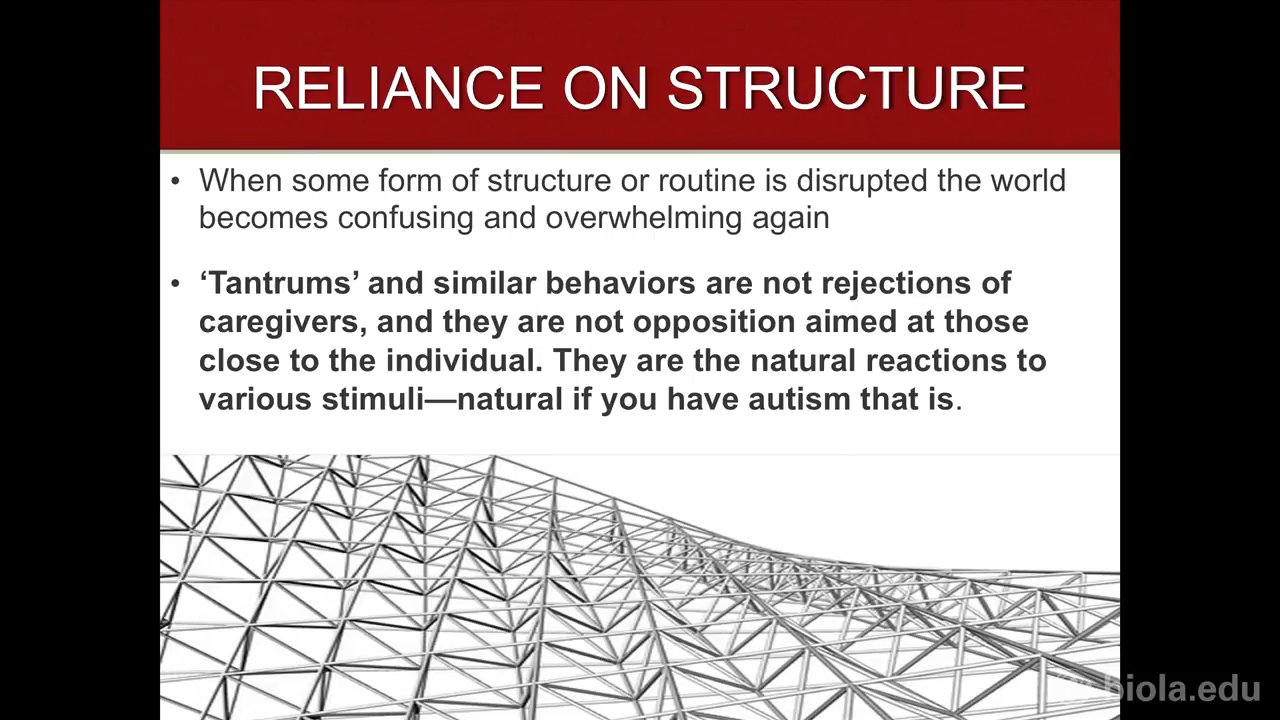 RELIANCE ON STRUCTURE
• When some form of structure or routine is disrupted the world
becomes confusing and overwhelming again
• ‘Tantrums’ and similar behaviors are not rejections of
caregivers, and they are not opposition aimed at those
close to the individual. They are the natural reactions to
various stimuli—natural if you have autism that is.
biola.edu